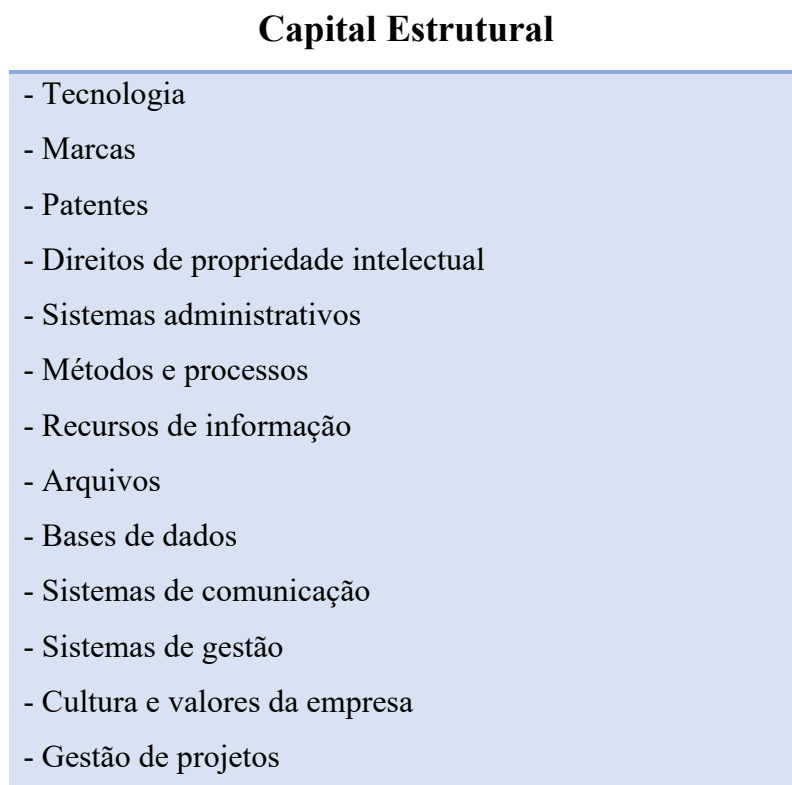 Capital Estrutural
- Tecnologia
- Marcas
- Patentes
- Direitos de propriedade intelectual
- Sistemas administrativos
- Métodos e processos
- Recursos de informação
- Arquivos
- Bases de dados
- Sistemas de comunicação
- Sistemas de gestão
- Cultura e valores da empresa
- Gestão de projetos